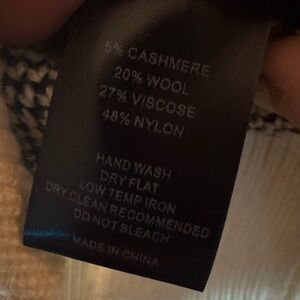 5% CASHMERE
20% WOOL
27% VISCOSE
48% NYLON
HAND WASH
DRY FLAT
LOW TEMP IRON
DRY CLEAN RECOMMENDED
DO NOT BLEACH
MADE IN CHINA